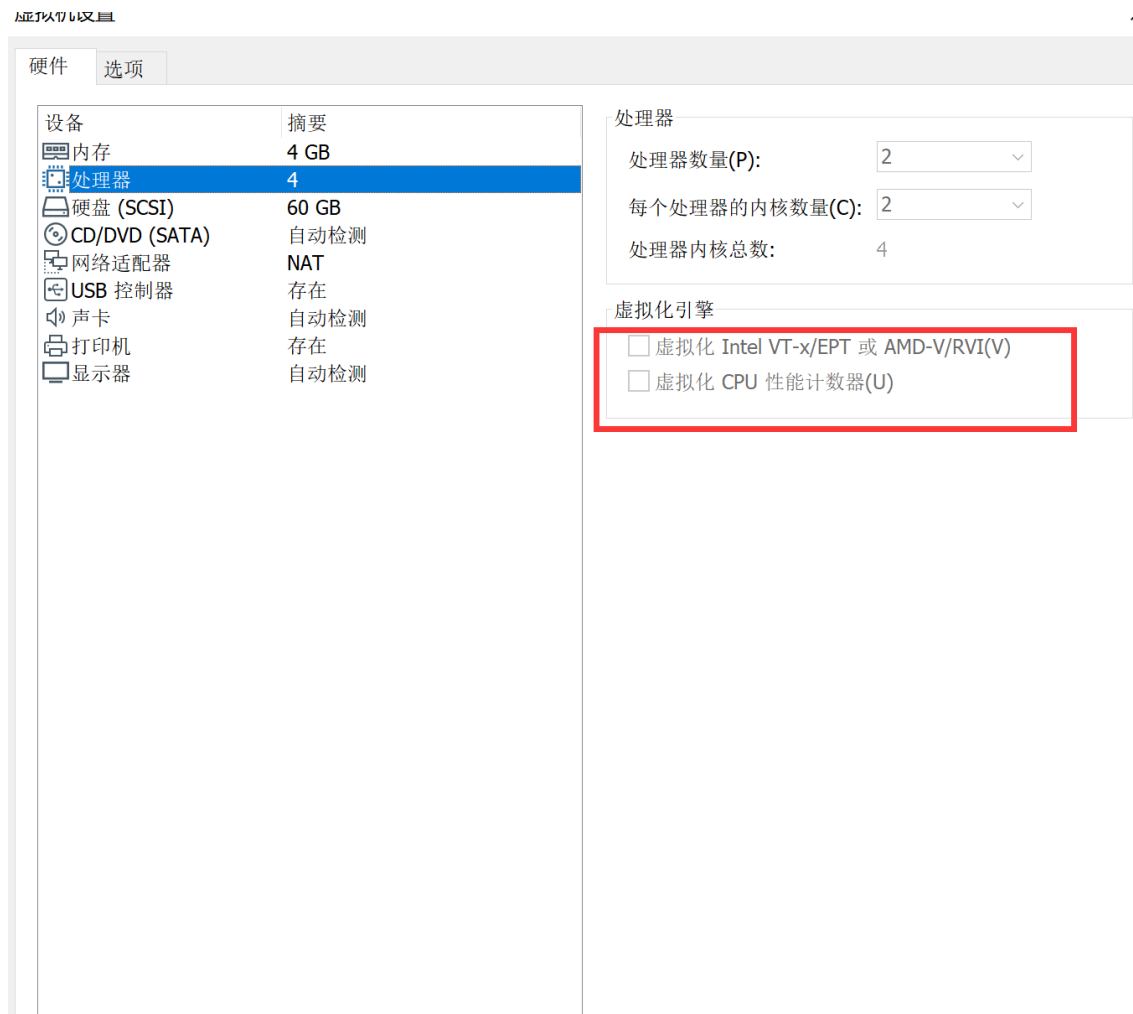 虚拟机设置
硬件 选项
设备 摘要
内存 4 GB
处理器 4
硬盘 (SCSI) 60 GB
CD/DVD (SATA) 自动检测
网络适配器 NAT
USB 控制器 存在
声卡 自动检测
打印机 存在
显示器 自动检测
处理器
处理器数量(P): 2
每个处理器的内核数量(C): 2
处理器内核总数: 4
虚拟化引擎
虚拟化 Intel VT-x/EPT 或 AMD-V/RVI(V)
虚拟化 CPU 性能计数器(U)